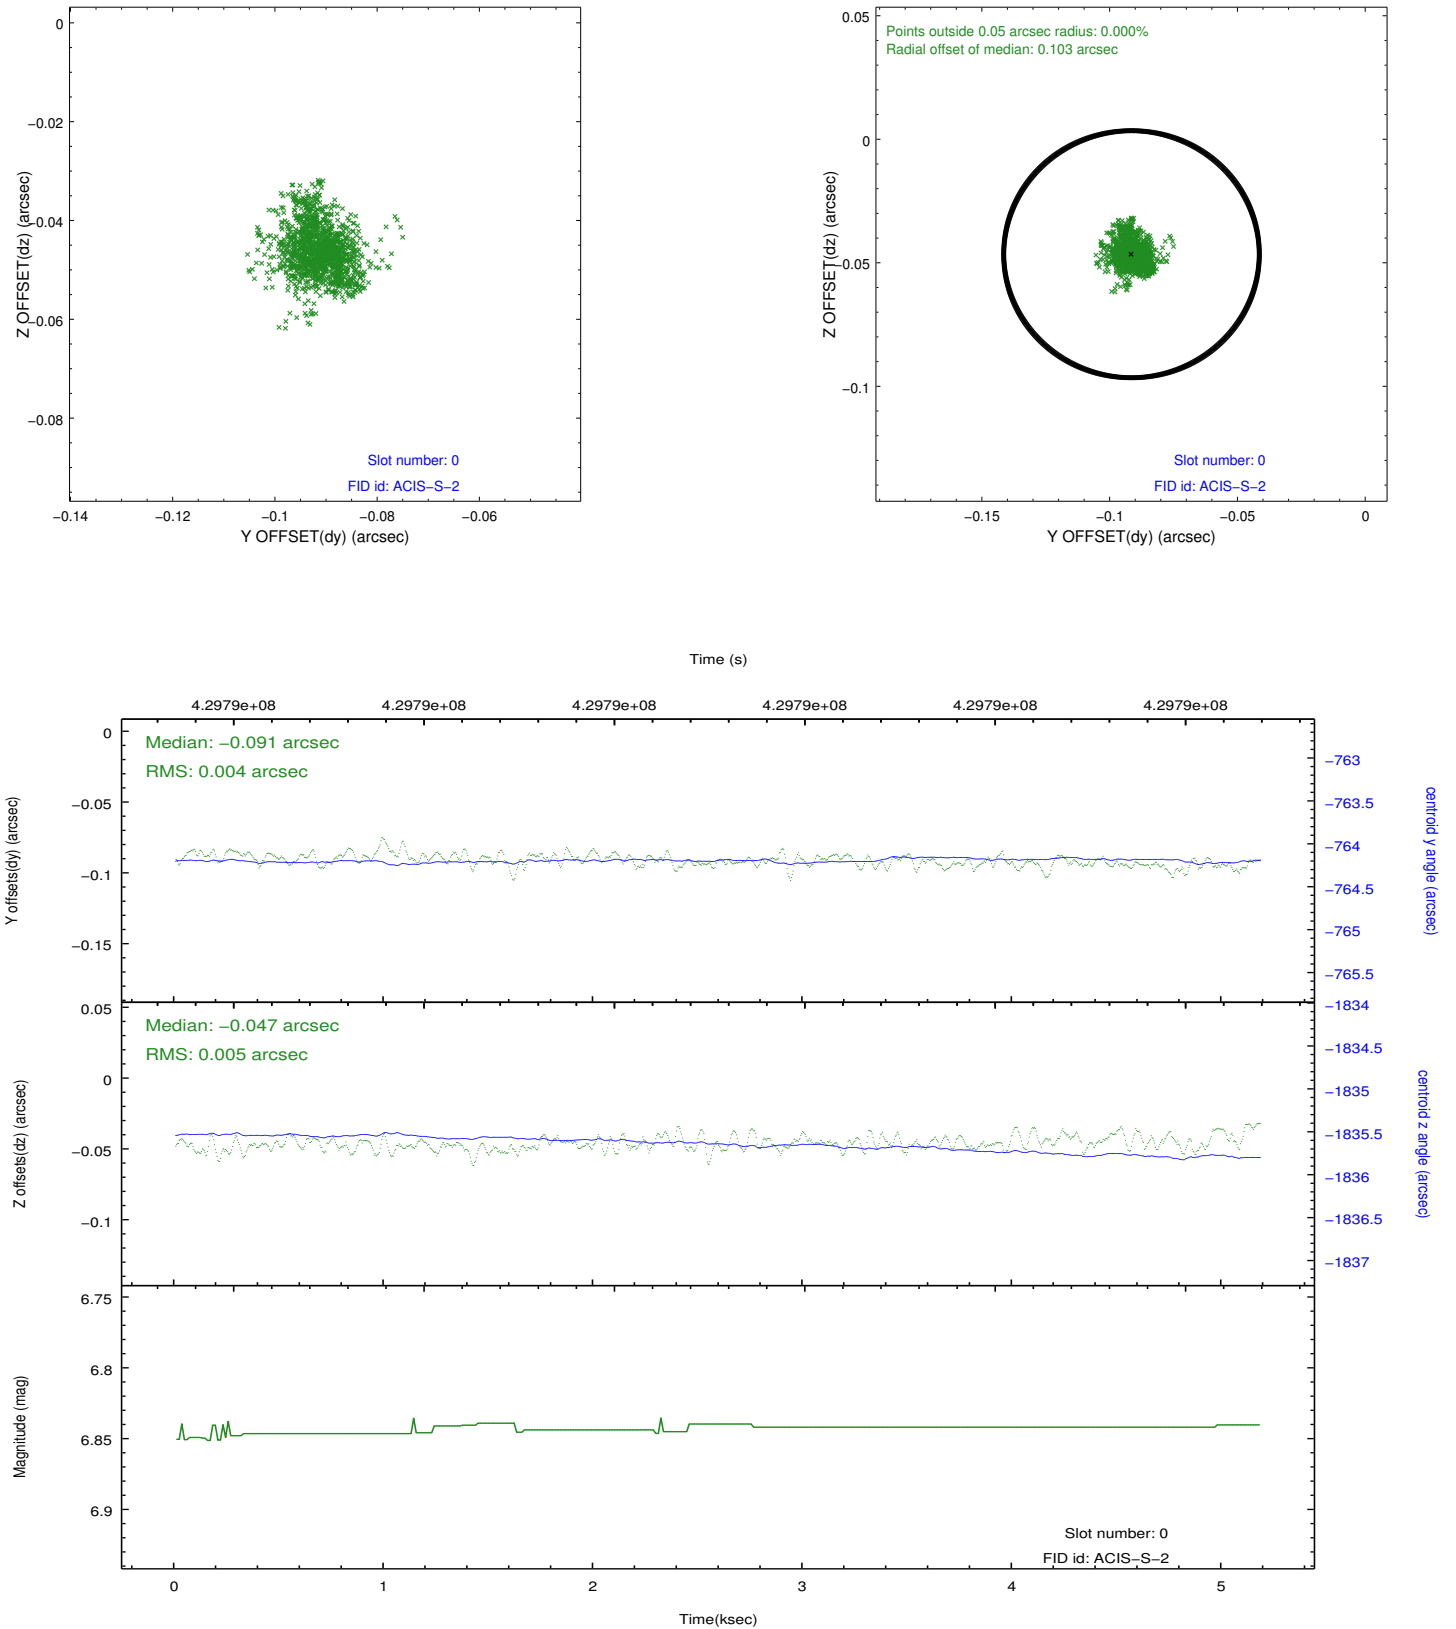 0
−0.02
−0.04
−0.06
−0.08
Z OFFSET(dz) (arcsec)
Slot number: 0
FID id: ACIS−S−2
−0.14
−0.12
−0.1
−0.08
−0.06
Y OFFSET(dy) (arcsec)
0.05
0
−0.05
−0.1
Z OFFSET(dz) (arcsec)
Points outside 0.05 arcsec radius: 0.000%
Radial offset of median: 0.103 arcsec
Slot number: 0
FID id: ACIS−S−2
−0.15
−0.1
−0.05
0
Y OFFSET(dy) (arcsec)
Time (s)
4.2979e+08
4.2979e+08
4.2979e+08
4.2979e+08
4.2979e+08
4.2979e+08
0
−0.05
−0.1
−0.15
Y offsets(dy) (arcsec)
Median: −0.091 arcsec
RMS: 0.004 arcsec
−763
−763.5
−764
−764.5
−765
−765.5
centroid y angle (arcsec)
0.05
0
−0.05
−0.1
Z offsets(dz) (arcsec)
Median: −0.047 arcsec
RMS: 0.005 arcsec
−1834
−1834.5
−1835
−1835.5
−1836
−1836.5
−1837
centroid z angle (arcsec)
6.75
6.8
6.85
6.9
Magnitude (mag)
Slot number: 0
FID id: ACIS−S−2
0
1
2
3
4
5
Time(ksec)